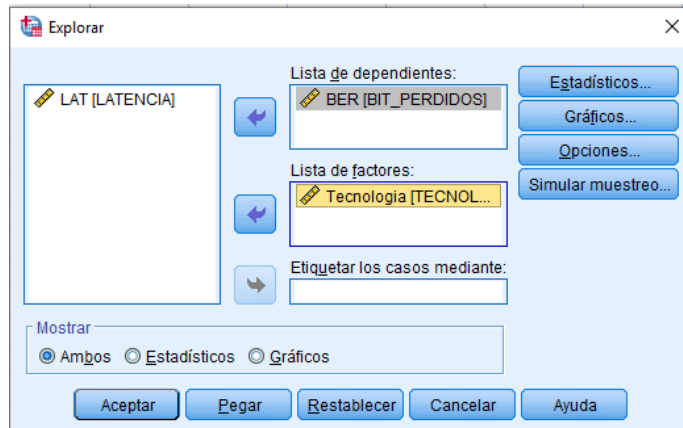 Explorar
LAT [LATENCIA]
Lista de dependientes:
BER [BIT_PERDIDOS]
Lista de factores:
Tecnologia [TECNOL...
Etiquetar los casos mediante:
Estadísticos...
Gráficos...
Opciones...
Simular muestreo...
Mostrar
Ambos Estadísticos Gráficos
Aceptar Pegar Restablecer Cancelar Ayuda